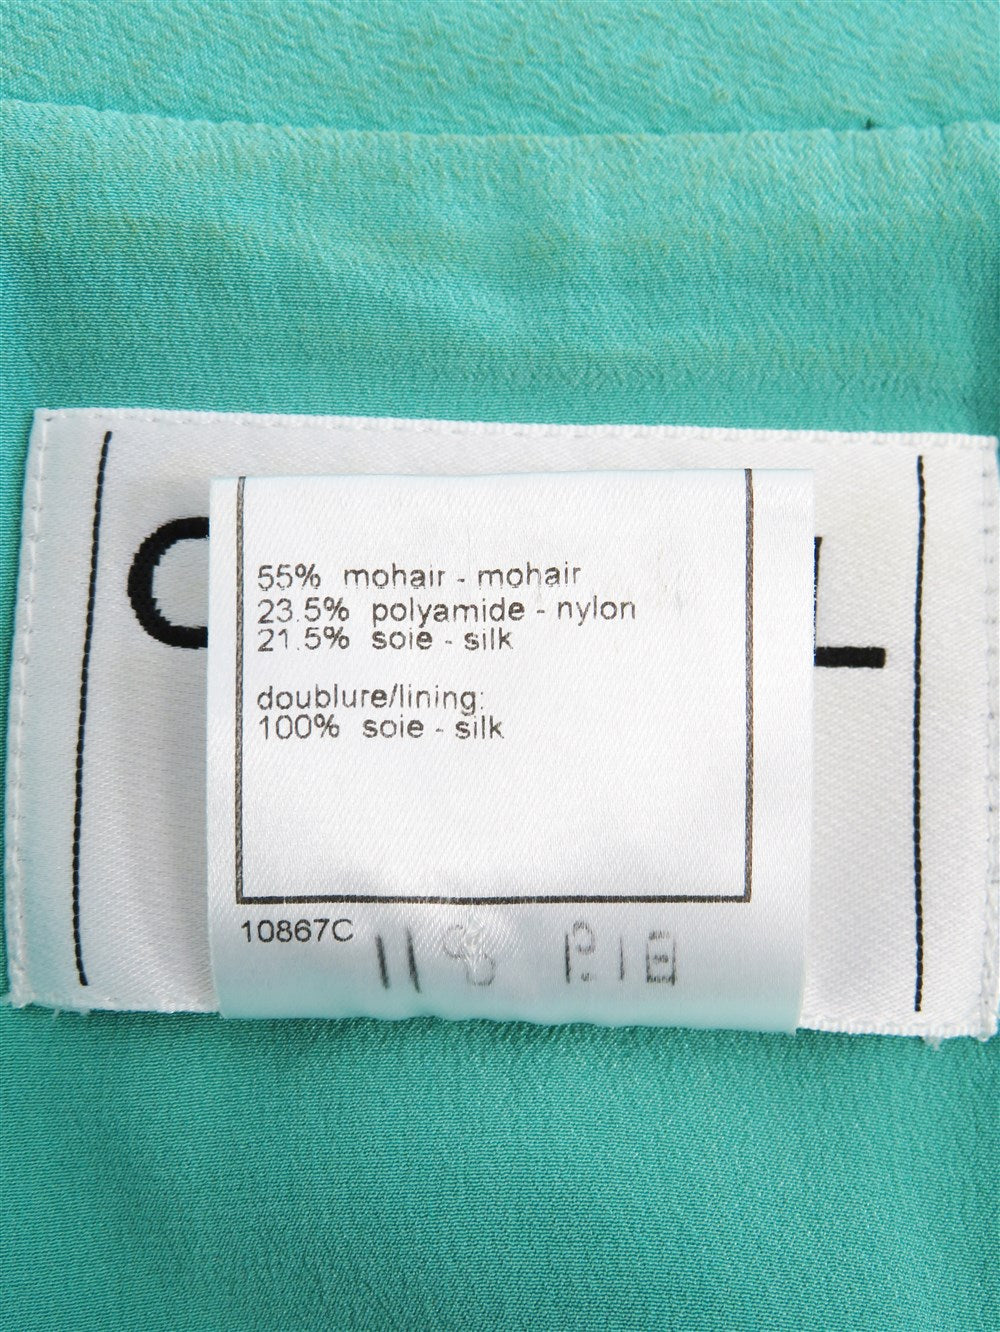 55% mohair - mohair
23.5% polyamide - nylon
21.5% soie - silk
doublure/lining:
100% soie - silk
10867C